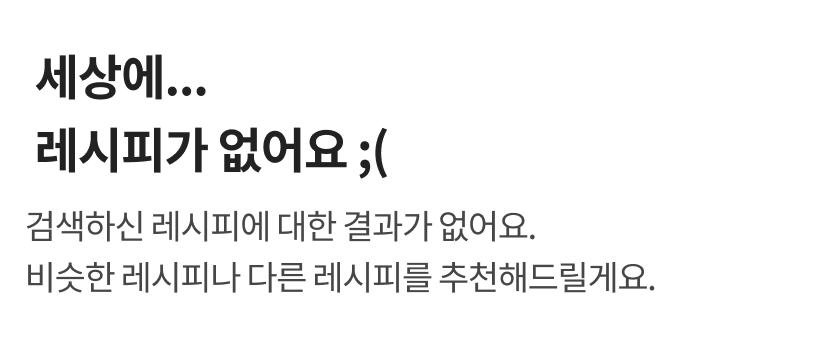 세상에...
레시피가 없어요 ;(
검색하신 레시피에 대한 결과가 없어요.
비슷한 레시피나 다른 레시피를 추천해드릴게요.